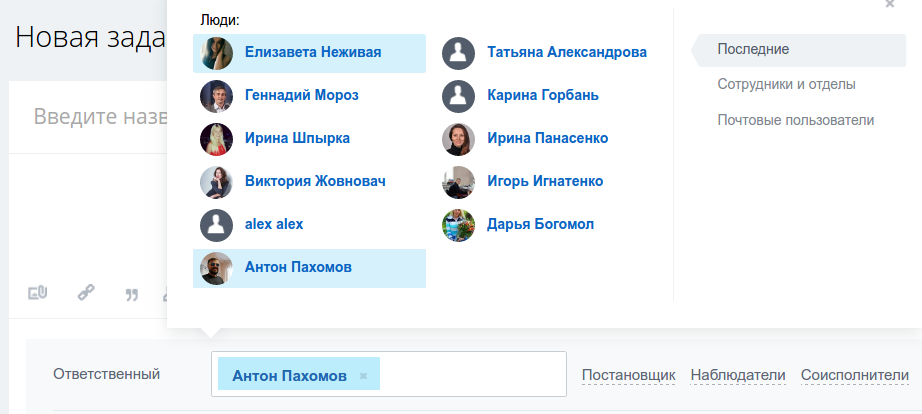 Люди:
Новая зада
Елизавета Неживая
Татьяна Александрова
Последние
Геннадий Мороз
Карина Горбань
Сотрудники и отделы
Введите назв
Ирина Шпырка
Ирина Панасенко
Почтовые пользователи
Виктория Жовновач
Игорь Игнатенко
alex alex
Дарья Богомол
Антон Пахомов
Ответственный
Антон Пахомов
Постановщик
Наблюдатели
Соисполнители